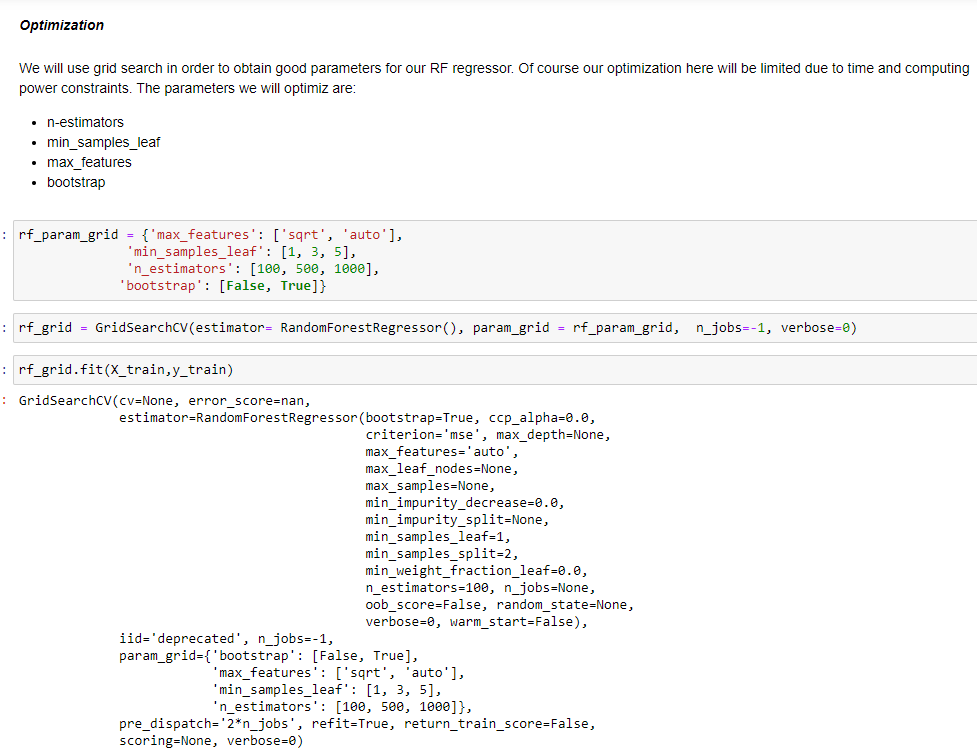 Optimization
We will use grid search in order to obtain good parameters for our RF regressor. Of course our optimization here will be limited due to time and computing
power constraints. The parameters we will optimiz are:
• n-estimators
• min_samples_leaf
• max_features
• bootstrap
: rf_param_grid = {'max_features': ['sqrt', 'auto'],
'min_samples_leaf': [1, 3, 5],
'n_estimators': [100, 500, 1000],
'bootstrap': [False, True]}
: rf_grid = GridSearchCV(estimator= RandomForestRegressor(), param_grid = rf_param_grid,  n_jobs=-1, verbose=0)
: rf_grid.fit(X_train,y_train)
: GridSearchCV(cv=None, error_score=nan,
estimator=RandomForestRegressor(bootstrap=True, ccp_alpha=0.0,
criterion='mse', max_depth=None,
max_features='auto',
max_leaf_nodes=None,
max_samples=None,
min_impurity_decrease=0.0,
min_impurity_split=None,
min_samples_leaf=1,
min_samples_split=2,
min_weight_fraction_leaf=0.0,
n_estimators=100, n_jobs=None,
oob_score=False, random_state=None,
verbose=0, warm_start=False),
iid='deprecated', n_jobs=-1,
param_grid={'bootstrap': [False, True],
'max_features': ['sqrt', 'auto'],
'min_samples_leaf': [1, 3, 5],
'n_estimators': [100, 500, 1000]},
pre_dispatch='2*n_jobs', refit=True, return_train_score=False,
scoring=None, verbose=0)